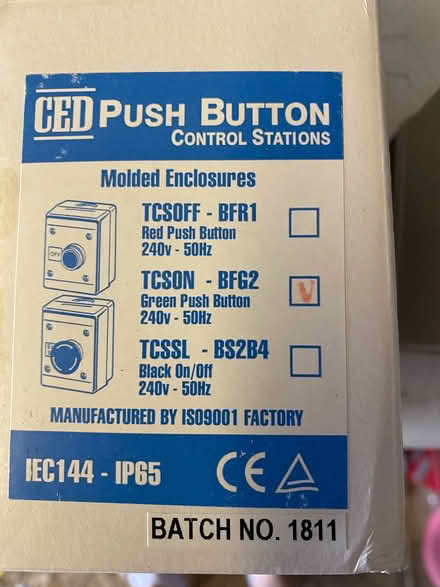 CED PUSH BUTTON
CONTROL STATIONS
Molded Enclosures
TCSOFF - BFR1
Red Push Button
240v - 50Hz
OFF
TCSON - BFG2
Green Push Button
240v - 50Hz
TCSSL - BS2B4
Black On/Off
240v - 50Hz
MANUFACTURED BY ISO9001 FACTORY
IEC144 - IP65
CE
BATCH NO. 1811